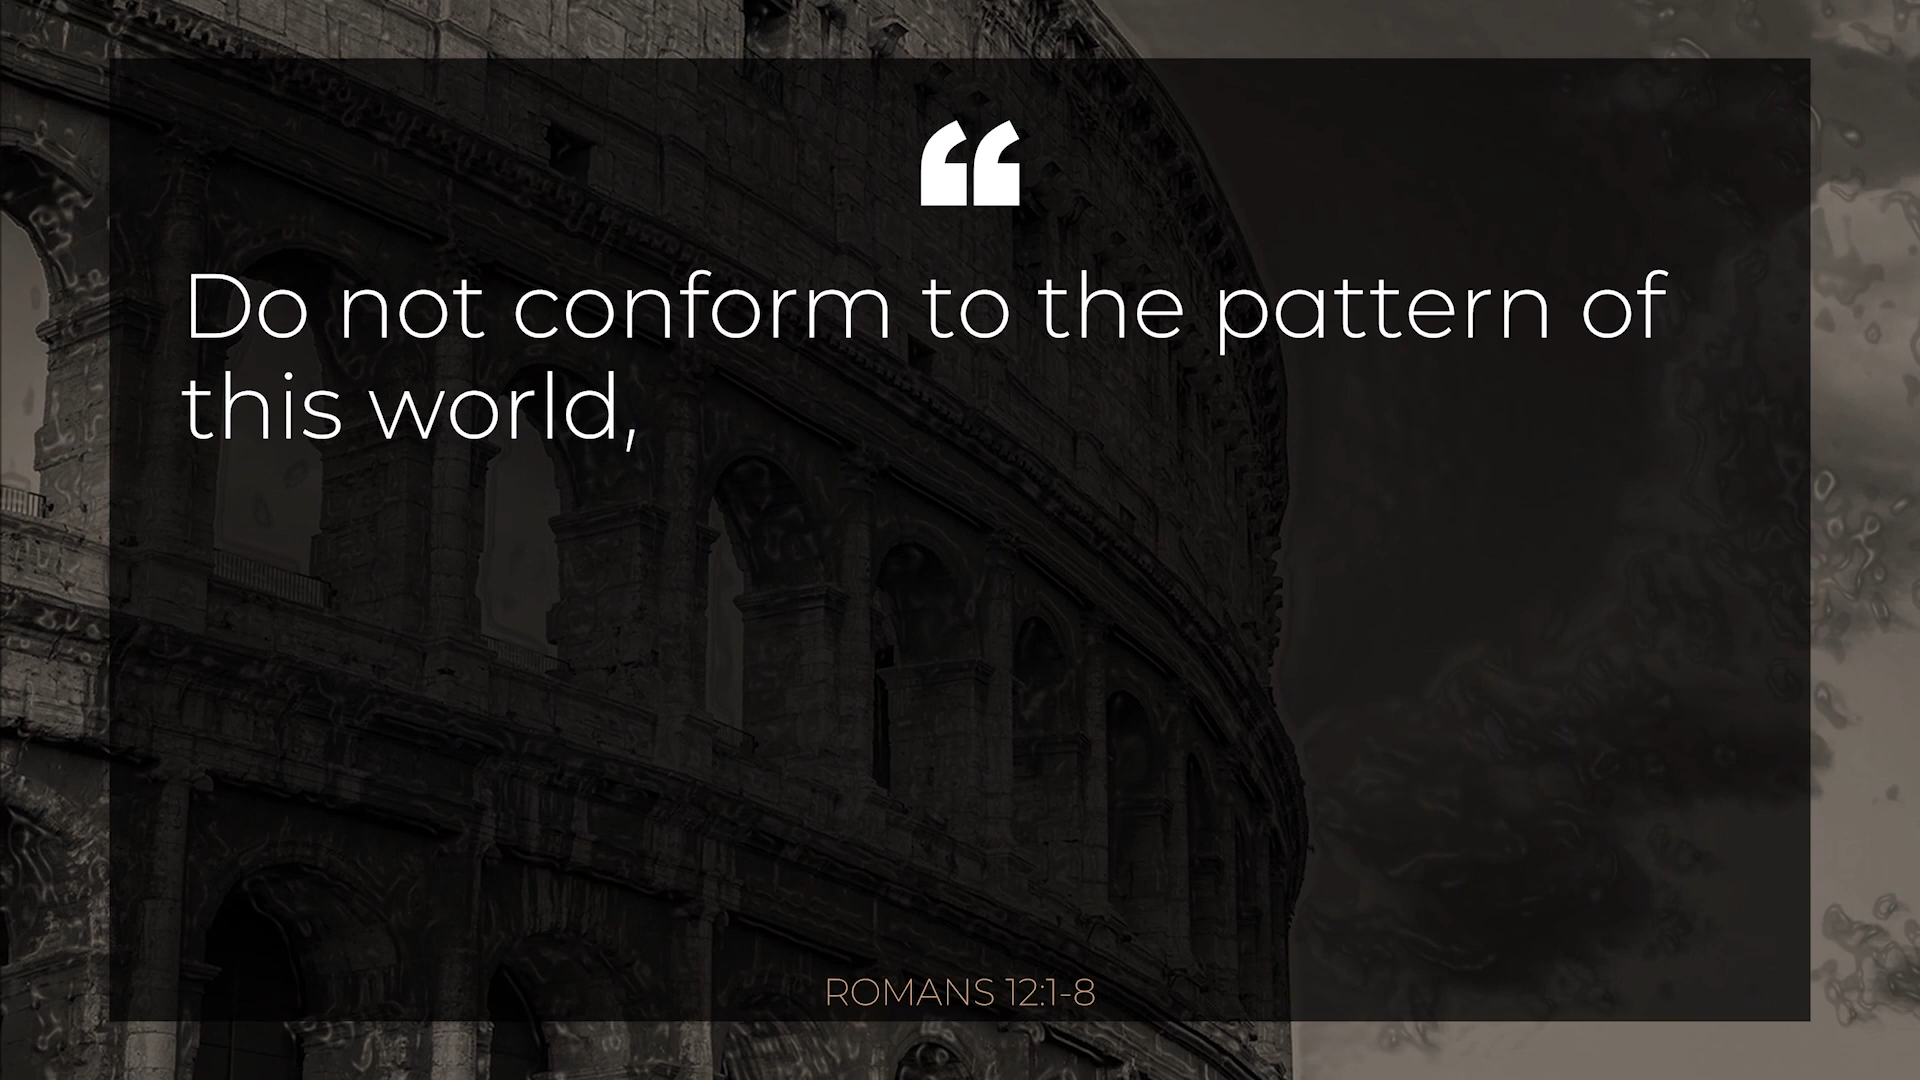 “
Do not conform to the pattern of
this world,
ROMANS 12:1-8